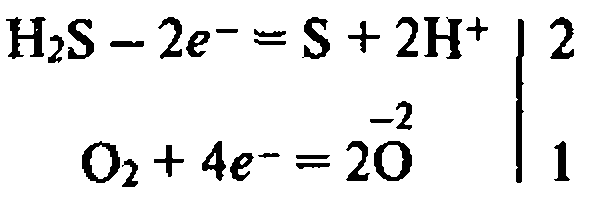 H₂S – 2e⁻ = S + 2H⁺ | 2
O₂ + 4e⁻ = 2O⁻² | 1